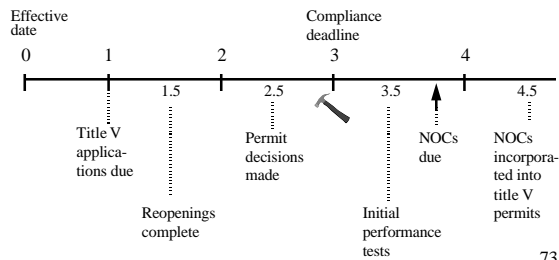 Effective
date
Compliance
deadline
0 1 2 3 4
1.5 2.5 3.5 4.5
Title V
applica-
tions due
Reopenings
complete
Permit
decisions
made
Initial
performance
tests
NOCs
due
NOCs
incorpora-
ted into
title V
permits
73